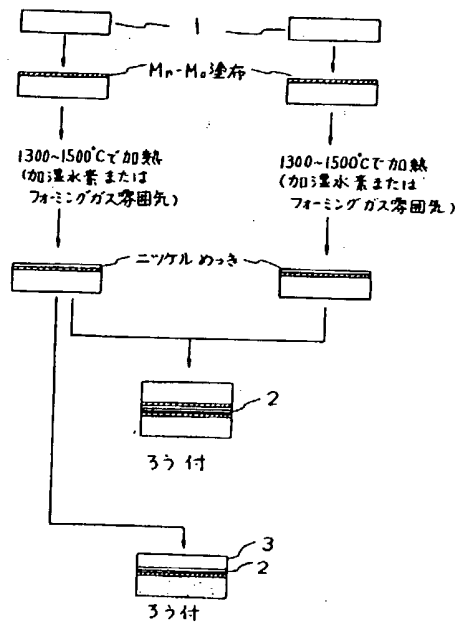 1
Mn-Mo塗布
1300~1500℃で加熱
(加湿水素または
フォーミングガス雰囲気)
1300~1500℃で加熱
(加湿水素または
フォーミングガス雰囲気)
ニツケルめっき
2
ろう付
3
2
ろう付